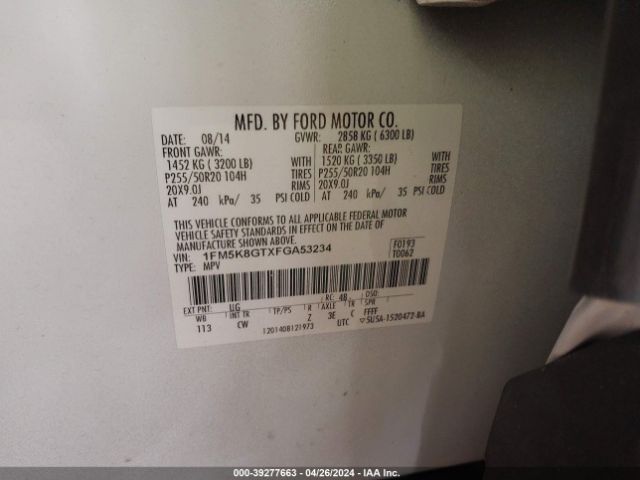 MFD. BY FORD MOTOR CO.
DATE: 08/14 GVWR: 2858 KG ( 6300 LB)
FRONT GAWR: REAR GAWR:
1452 KG ( 3200 LB) WITH 1520 KG ( 3350 LB) WITH
P255/50R20 104H TIRES P255/50R20 104H TIRES
20X9.0J RIMS 20X9.0J RIMS
AT 240 kPa/ 35 PSI COLD AT 240 kPa/ 35 PSI COLD
THIS VEHICLE CONFORMS TO ALL APPLICABLE FEDERAL MOTOR
VEHICLE SAFETY STANDARDS IN EFFECT ON THE DATE OF
MANUFACTURE SHOWN ABOVE.
VIN: 1FM5K8GTXFGA53234 F0193
TYPE: MPV T0062
EXT PNT: UG RC: 48 DSO:
WB INT TR TP/PS R AXLE TR SPR
113 CW Z 3E C FFFF
1201408121973 UTC 5U5A-1520472-BA
000-39277663 - 04/26/2024 - IAA Inc.